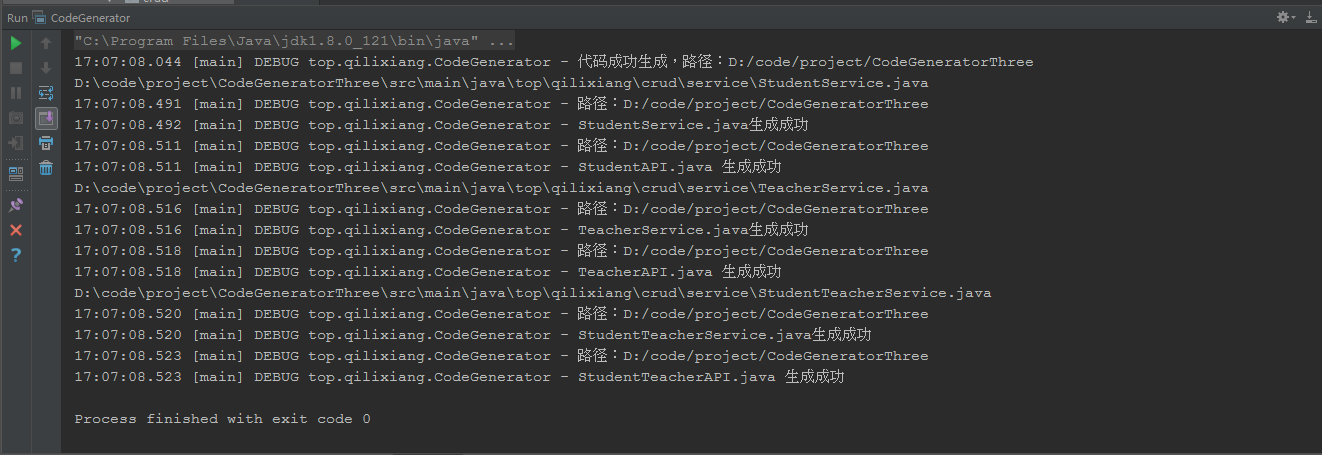 Run CodeGenerator
"C:\Program Files\Java\jdk1.8.0_121\bin\java" ...
17:07:08.044 [main] DEBUG top.qilixiang.CodeGenerator - 代码成功生成，路径：D:/code/project/CodeGeneratorThree
D:\code\project\CodeGeneratorThree\src\main\java\top\qilixiang\crud\service\StudentService.java
17:07:08.491 [main] DEBUG top.qilixiang.CodeGenerator - 路径：D:/code/project/CodeGeneratorThree
17:07:08.492 [main] DEBUG top.qilixiang.CodeGenerator - StudentService.java生成成功
17:07:08.511 [main] DEBUG top.qilixiang.CodeGenerator - 路径：D:/code/project/CodeGeneratorThree
17:07:08.511 [main] DEBUG top.qilixiang.CodeGenerator - StudentAPI.java 生成成功
D:\code\project\CodeGeneratorThree\src\main\java\top\qilixiang\crud\service\TeacherService.java
17:07:08.516 [main] DEBUG top.qilixiang.CodeGenerator - 路径：D:/code/project/CodeGeneratorThree
17:07:08.516 [main] DEBUG top.qilixiang.CodeGenerator - TeacherService.java生成成功
17:07:08.518 [main] DEBUG top.qilixiang.CodeGenerator - 路径：D:/code/project/CodeGeneratorThree
17:07:08.518 [main] DEBUG top.qilixiang.CodeGenerator - TeacherAPI.java 生成成功
D:\code\project\CodeGeneratorThree\src\main\java\top\qilixiang\crud\service\StudentTeacherService.java
17:07:08.520 [main] DEBUG top.qilixiang.CodeGenerator - 路径：D:/code/project/CodeGeneratorThree
17:07:08.520 [main] DEBUG top.qilixiang.CodeGenerator - StudentTeacherService.java生成成功
17:07:08.523 [main] DEBUG top.qilixiang.CodeGenerator - 路径：D:/code/project/CodeGeneratorThree
17:07:08.523 [main] DEBUG top.qilixiang.CodeGenerator - StudentTeacherAPI.java 生成成功
Process finished with exit code 0